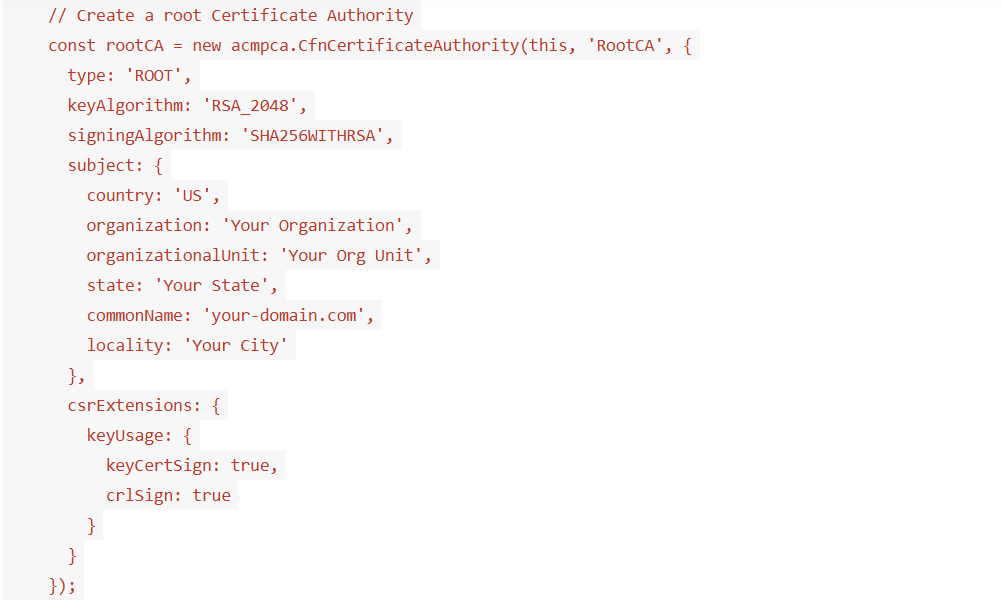 // Create a root Certificate Authority
const rootCA = new acmpca.CfnCertificateAuthority(this, 'RootCA', {
  type: 'ROOT',
  keyAlgorithm: 'RSA_2048',
  signingAlgorithm: 'SHA256WITHRSA',
  subject: {
    country: 'US',
    organization: 'Your Organization',
    organizationalUnit: 'Your Org Unit',
    state: 'Your State',
    commonName: 'your-domain.com',
    locality: 'Your City'
  },
  csrExtensions: {
    keyUsage: {
      keyCertSign: true,
      crlSign: true
    }
  }
});